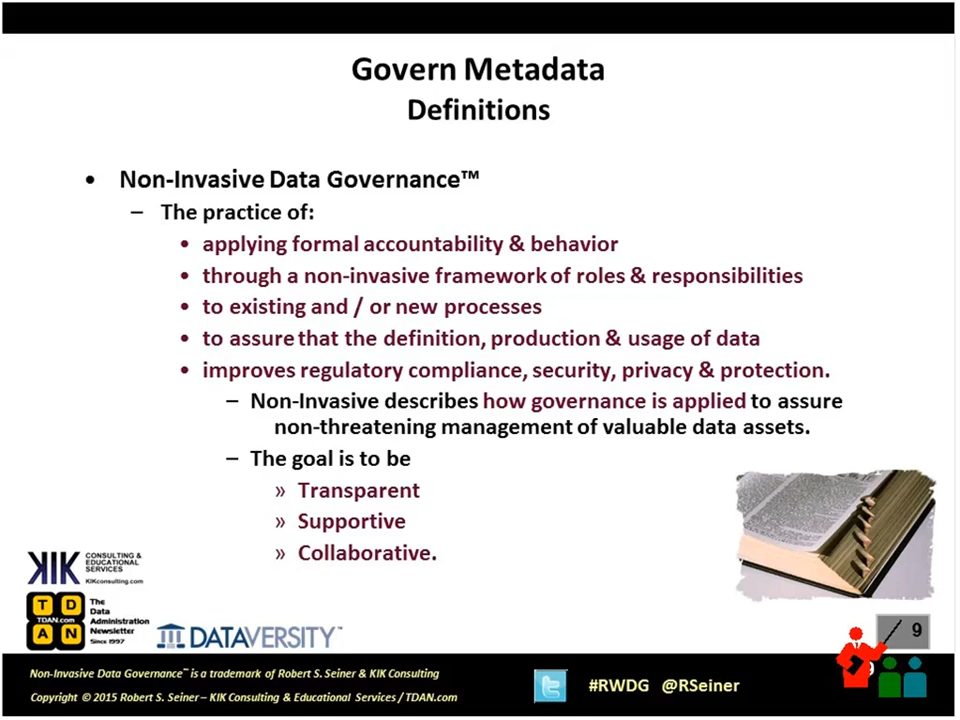 Govern Metadata
Definitions
• Non-Invasive Data Governance™
– The practice of:
• applying formal accountability & behavior
• through a non-invasive framework of roles & responsibilities
• to existing and / or new processes
• to assure that the definition, production & usage of data
• improves regulatory compliance, security, privacy & protection.
– Non-Invasive describes how governance is applied to assure
non-threatening management of valuable data assets.
– The goal is to be
» Transparent
» Supportive
» Collaborative.
KIK CONSULTING &
EDUCATIONAL
SERVICES
KIKconsulting.com
T D
TDAN.com
A N
The
Data
Administration
Newsletter
Since 1997
DATAVERSITY™
9
Non-Invasive Data Governance™ is a trademark of Robert S. Seiner & KIK Consulting
Copyright © 2015 Robert S. Seiner – KIK Consulting & Educational Services / TDAN.com
#RWDG @RSeiner
9